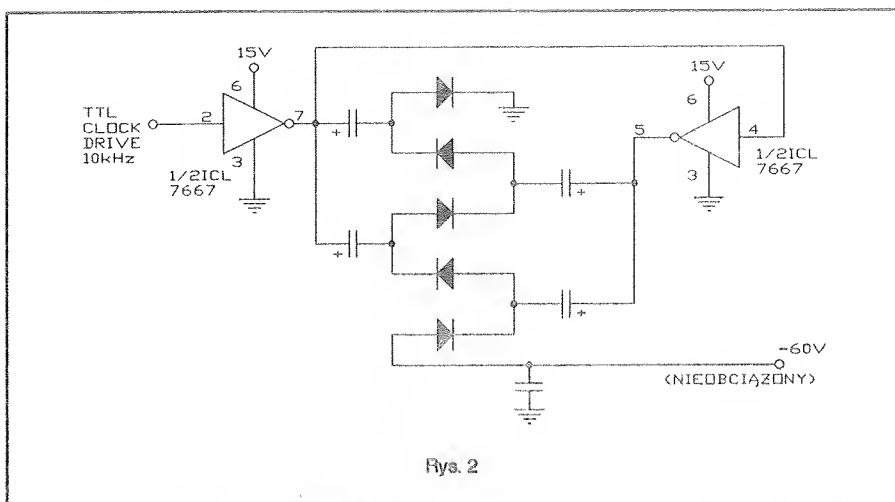 15V
6
TTL
CLOCK
DRIVE
10kHz
2
7
3
1/2ICL
7667
+
+
15V
6
5
4
3
1/2ICL
7667
+
+
-60V
(NIEOBCIĄŻONY)
Rys. 2